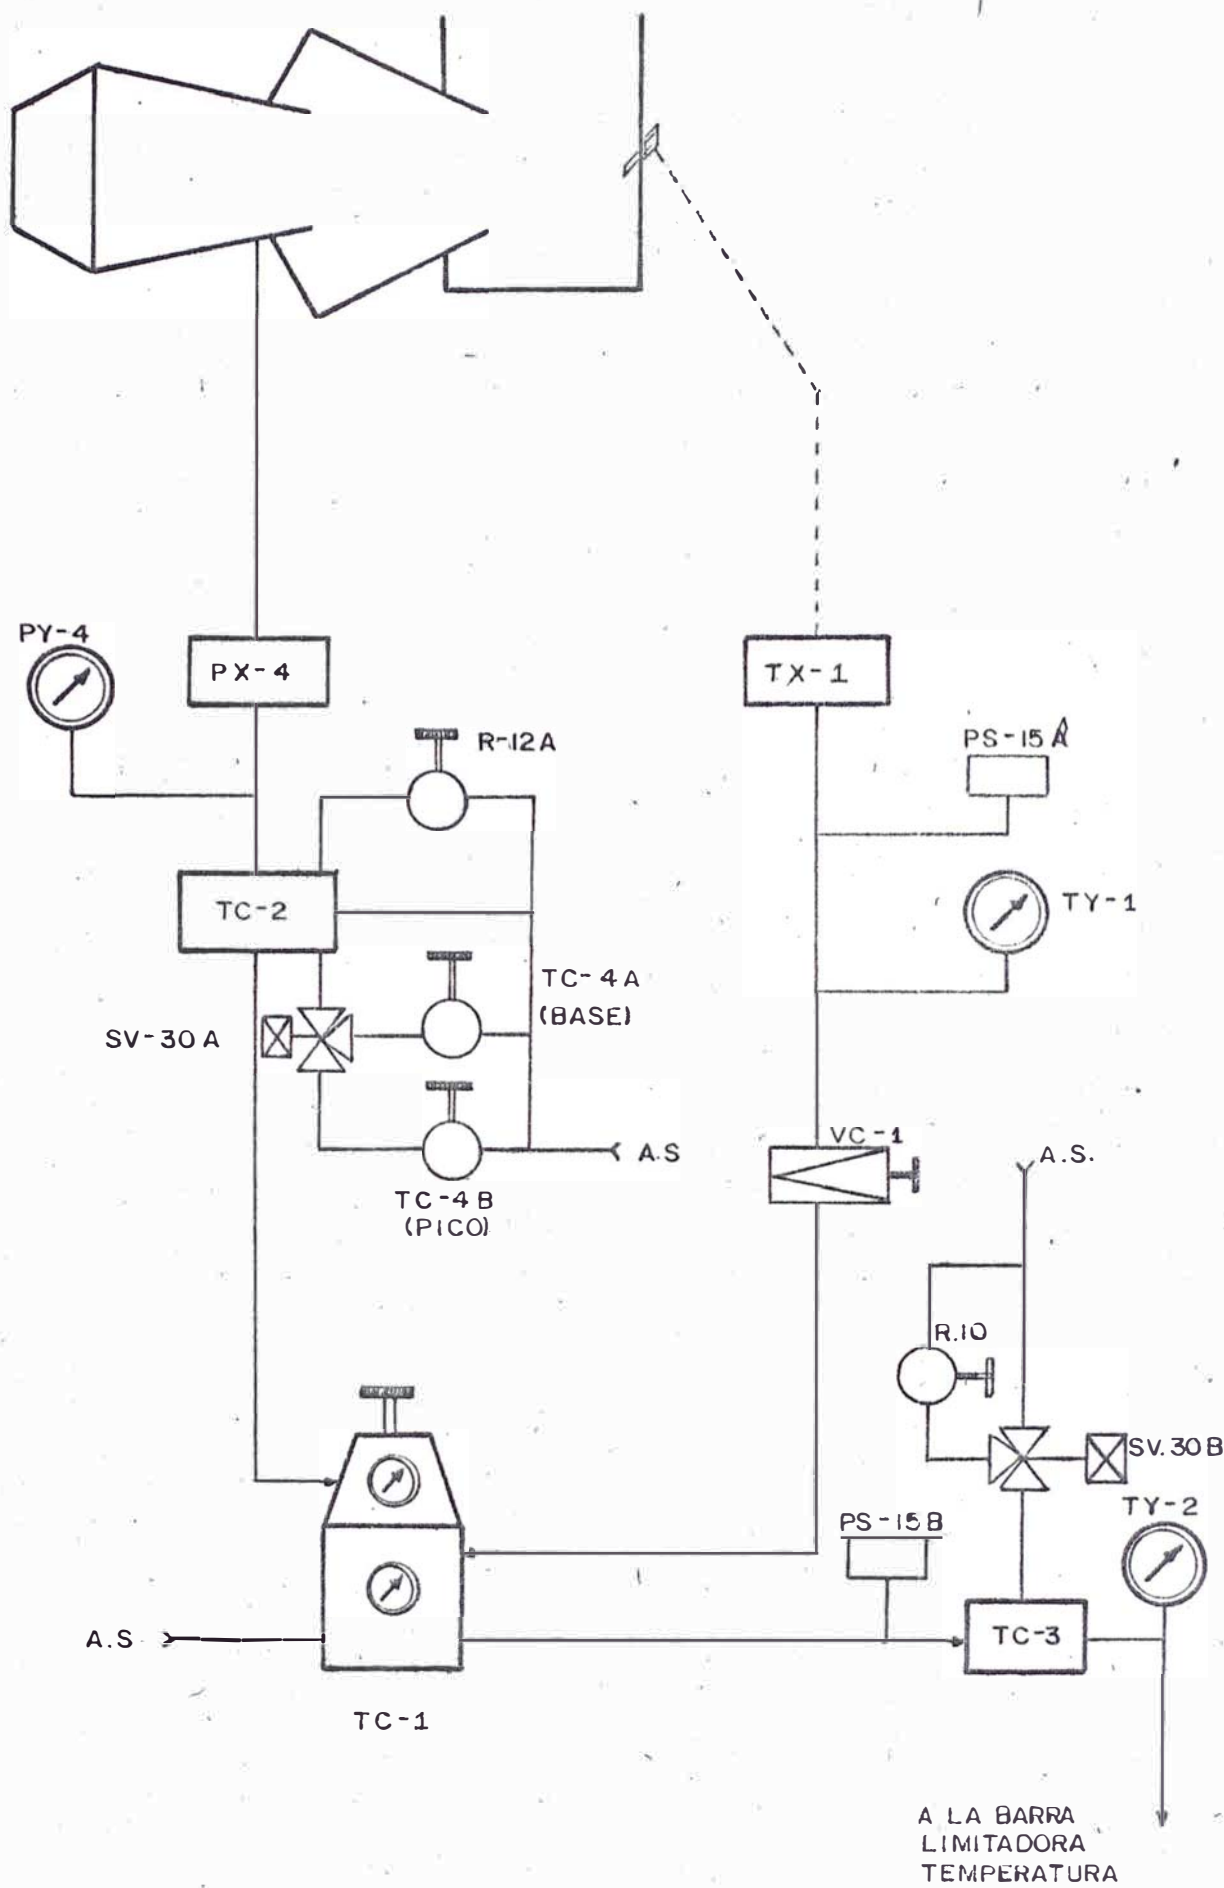 PY-4
PX-4
TX-1
R-12A
PS-15A
TC-2
TY-1
TC-4A
(BASE)
SV-30A
VC-1
A.S
A.S.
TC-4B
(PICO)
R.10
SV.30B
TY-2
PS-15B
A.S
TC-3
TC-1
A LA BARRA
LIMITADORA
TEMPERATURA